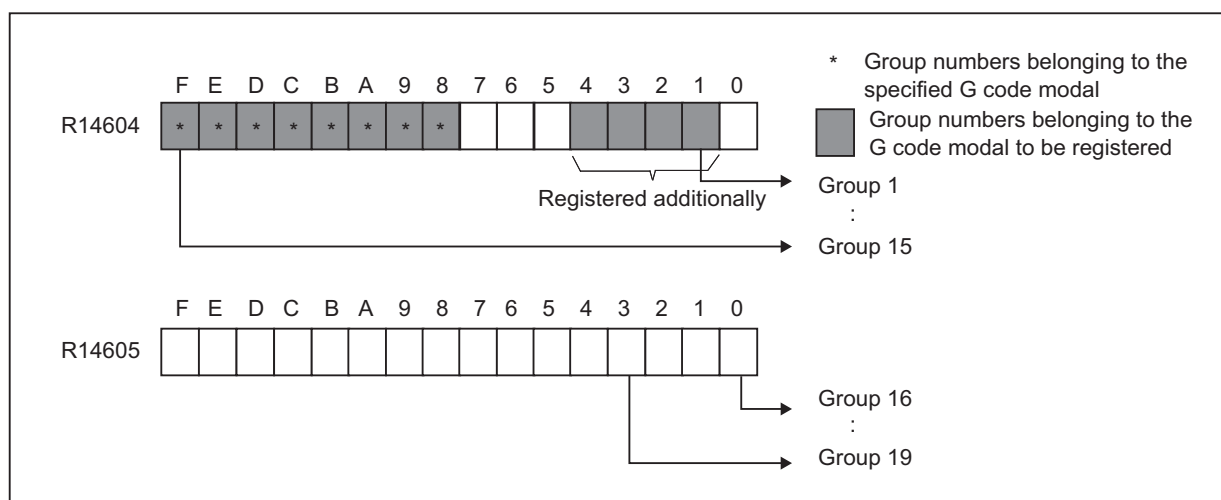 F E D C B A 9 8 7 6 5 4 3 2 1 0
R14604 * * * * * * * *
* Group numbers belonging to the
specified G code modal
Group numbers belonging to the
G code modal to be registered
Registered additionally
Group 1
:
Group 15
F E D C B A 9 8 7 6 5 4 3 2 1 0
R14605
Group 16
:
Group 19